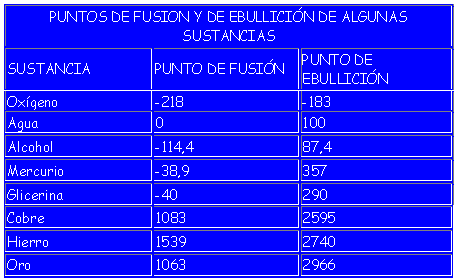 PUNTOS DE FUSION Y DE EBULLICIÓN DE ALGUNAS
SUSTANCIAS
SUSTANCIA PUNTO DE FUSIÓN PUNTO DE
EBULLICIÓN
Oxígeno -218 -183
Agua 0 100
Alcohol -114,4 87,4
Mercurio -38,9 357
Glicerina -40 290
Cobre 1083 2595
Hierro 1539 2740
Oro 1063 2966